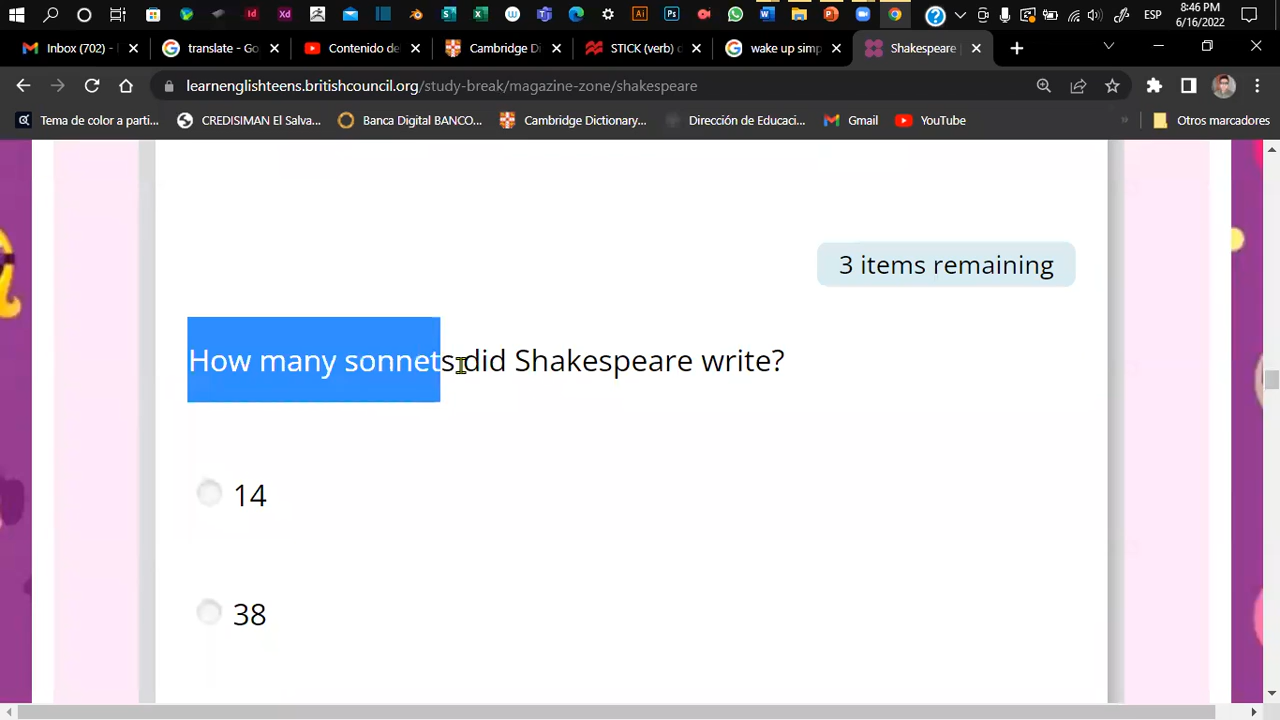 8:46 PM
ESP
6/16/2022
Inbox (702) -
translate - Go
Contenido de
Cambridge Di
STICK (verb) c
wake up simp
Shakespeare
learnenglishteens.britishcouncil.org/study-break/magazine-zone/shakespeare
Tema de color a parti...
CREDISIMAN El Salva...
Banca Digital BANCO...
Cambridge Dictionary...
Dirección de Educaci...
Gmail
YouTube
Otros marcadores
3 items remaining
How many sonnets did Shakespeare write?
14
38